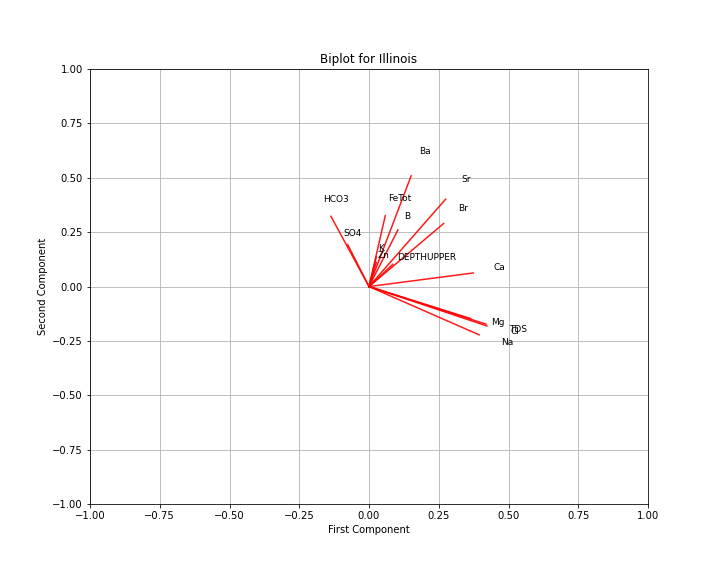 Biplot for Illinois
1.00
0.75
0.50
0.25
0.00
−0.25
−0.50
−0.75
−1.00
Second Component
Ba
Sr
HCO3
FeTot
Br
B
SO4
K
Zn
DEPTHUPPER
Ca
Mg
TDS
Cl
Na
−1.00 −0.75 −0.50 −0.25 0.00 0.25 0.50 0.75 1.00
First Component